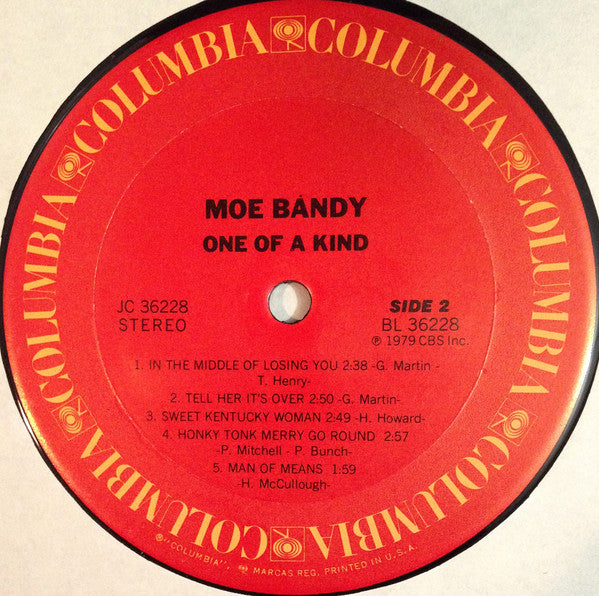 COLUMBIA COLUMBIA COLUMBIA COLUMBIA COLUMBIA COLUMBIA
MOE BANDY
ONE OF A KIND
JC 36228
STEREO
SIDE 2
BL 36228
℗ 1979 CBS Inc.
1. IN THE MIDDLE OF LOSING YOU 2:38 -G. Martin -
T. Henry-
2. TELL HER IT'S OVER 2:50 -G. Martin-
3. SWEET KENTUCKY WOMAN 2:49 -H. Howard-
4. HONKY TONK MERRY GO ROUND 2:57
-P. Mitchell - P. Bunch-
5. MAN OF MEANS 1:59
-H. McCullough-
®"COLUMBIA", MARCAS REG. PRINTED IN U.S.A.